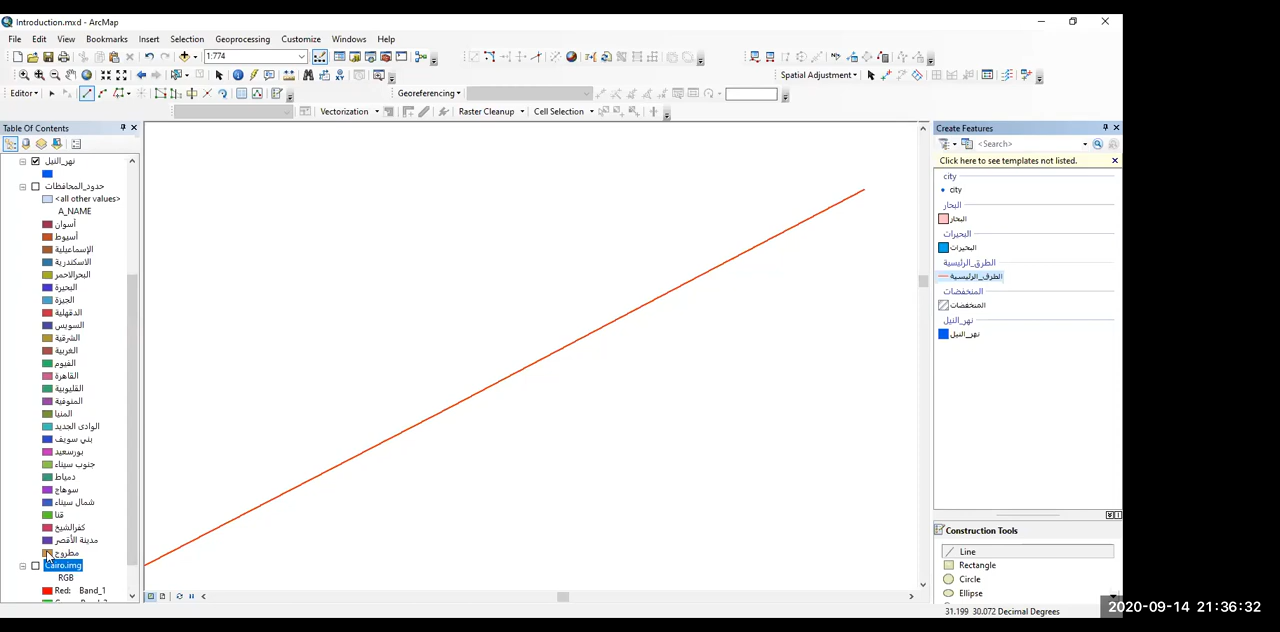 Introduction.mxd - ArcMap
File Edit View Bookmarks Insert Selection Geoprocessing Customize Windows Help
1:774
Spatial Adjustment
Editor
Georeferencing
Vectorization Raster Cleanup Cell Selection
Table Of Contents
نهر_النيل
حدود_المحافظات
<all other values>
A_NAME
أسوان
أسيوط
الإسماعيلية
الاسكندرية
البحرالاحمر
البحيرة
الجيزة
الدقهلية
السويس
الشرقية
الغربية
الفيوم
القاهرة
القليوبية
المنوفية
المنيا
الوادى الجديد
بني سويف
بورسعيد
جنوب سيناء
دمياط
سوهاج
شمال سيناء
قنا
كفرالشيخ
مدينة الأقصر
مطروح
Cairo.img
RGB
Red: Band_1
Create Features
<Search>
Click here to see templates not listed.
city
city
البحار
البحار
البحيرات
البحيرات
الطرق_الرئيسية
الطرق_الرئيسية
المنخفضات
المنخفضات
نهر_النيل
نهر_النيل
Construction Tools
Line
Rectangle
Circle
Ellipse
31.199 30.072 Decimal Degrees
2020-09-14 21:36:32